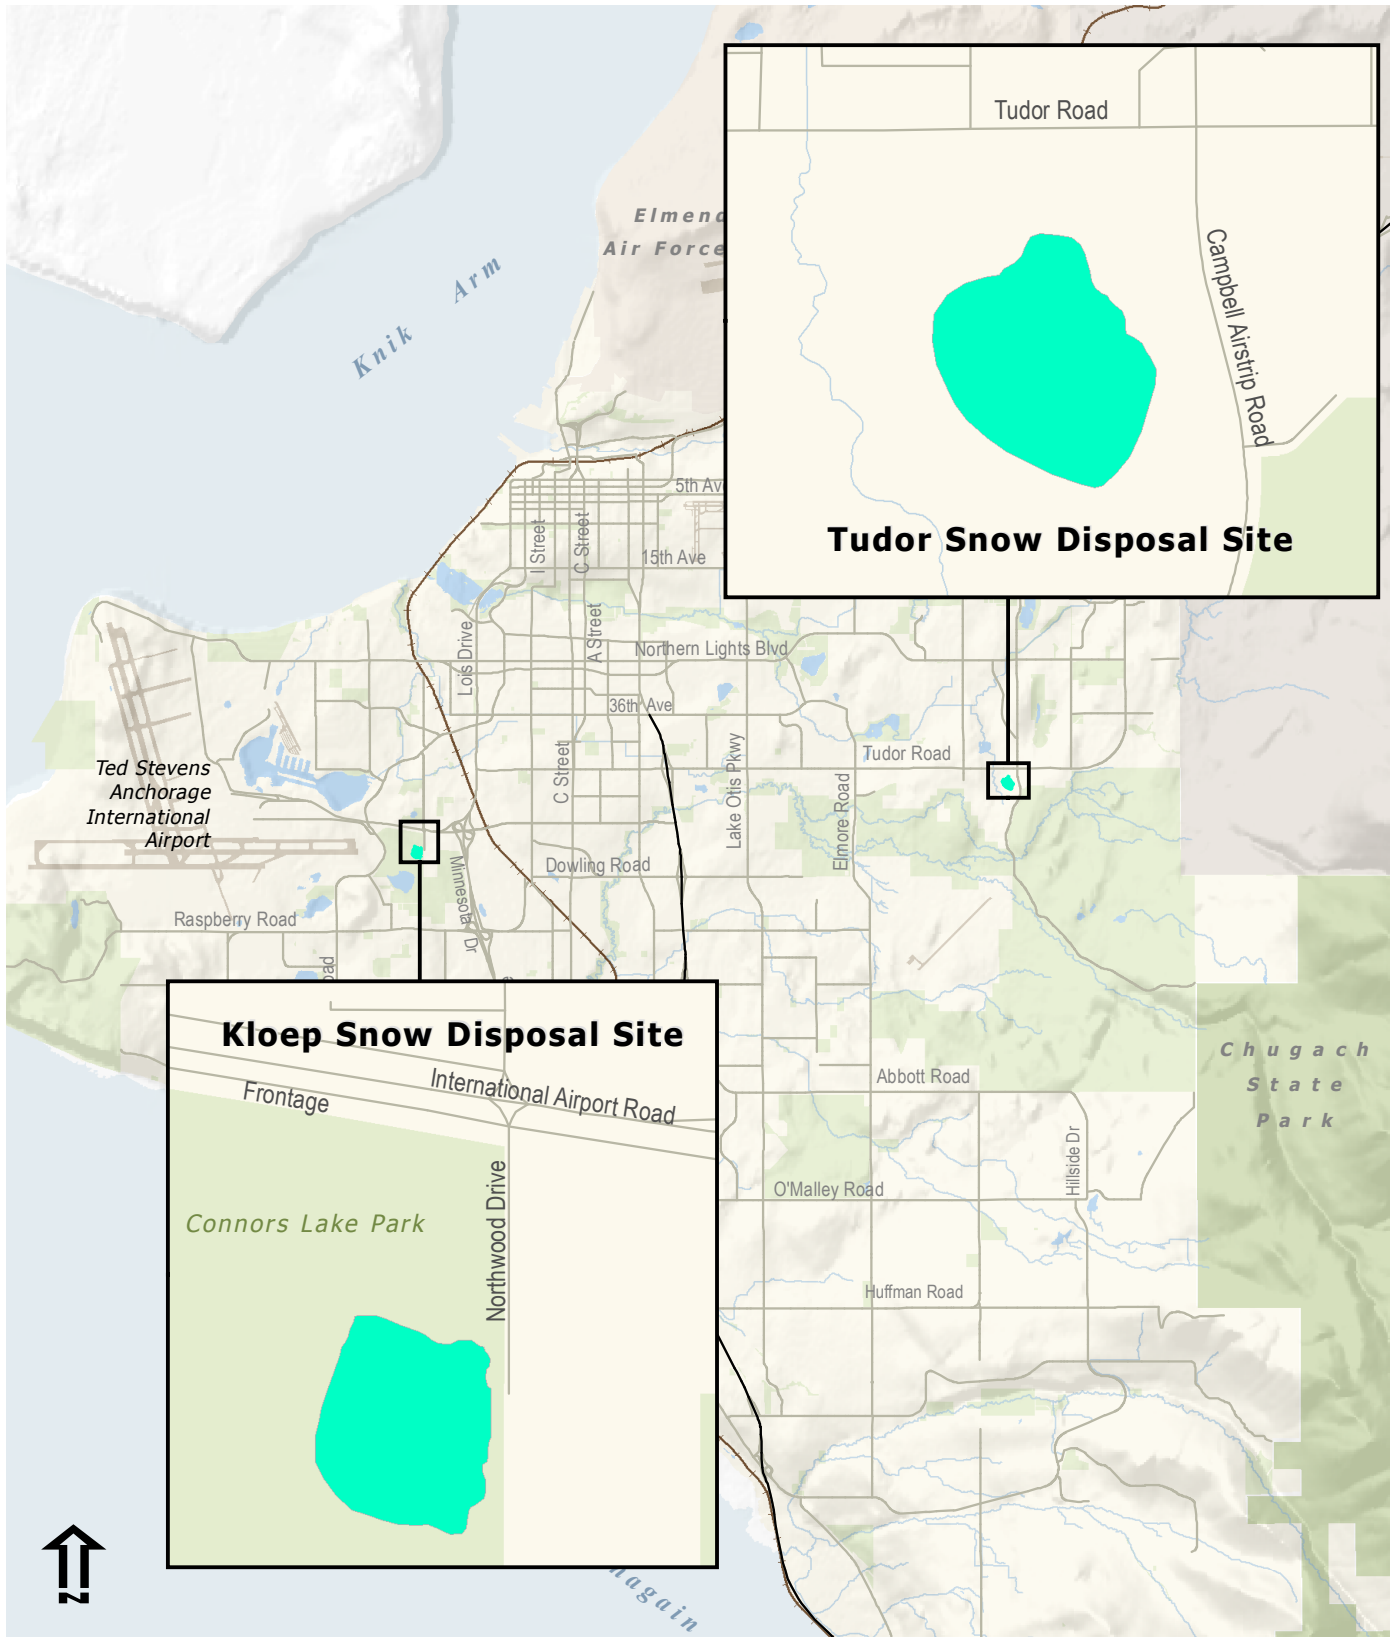 Tudor Road
Campbell Airstrip Road
Tudor Snow Disposal Site
Knik Arm
Air Force
5th Av
I Street
C Street
15th Ave
A Street
Lois Drive
Northern Lights Blvd
36th Ave
Tudor Road
C Street
Lake Otis Pkwy
Elmore Road
Ted Stevens
Anchorage
International
Airport
Minnesota Dr
Dowling Road
Raspberry Road
Kloep Snow Disposal Site
International Airport Road
Frontage
Northwood Drive
Connors Lake Park
Abbott Road
Chugach
State
Park
Hillside Dr
O'Malley Road
Huffman Road
N